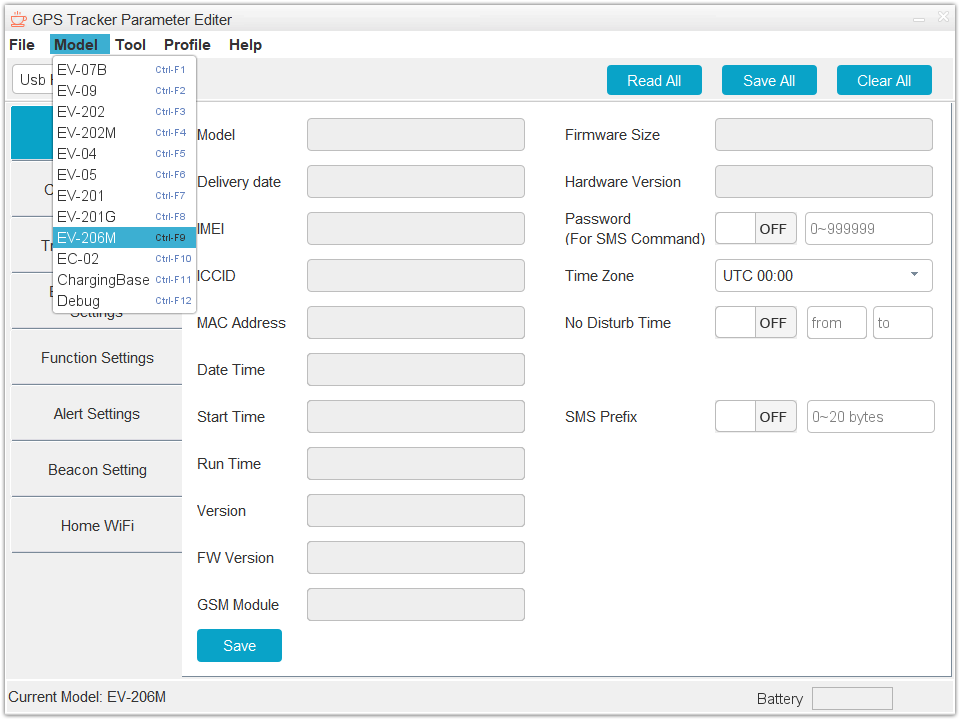 GPS Tracker Parameter Editer
File Model Tool Profile Help
EV-07B Ctrl-F1
EV-09 Ctrl-F2
EV-202 Ctrl-F3
EV-202M Ctrl-F4
EV-04 Ctrl-F5
EV-05 Ctrl-F6
EV-201 Ctrl-F7
EV-201G Ctrl-F8
EV-206M Ctrl-F9
EC-02 Ctrl-F10
ChargingBase Ctrl-F11
Debug Ctrl-F12
Usb
Read All Save All Clear All
Settings
Function Settings
Alert Settings
Beacon Setting
Home WiFi
Model
Delivery date
IMEI
ICCID
MAC Address
Date Time
Start Time
Run Time
Version
FW Version
GSM Module
Save
Firmware Size
Hardware Version
Password
(For SMS Command) OFF 0~999999
Time Zone UTC 00:00
No Disturb Time OFF from to
SMS Prefix OFF 0~20 bytes
Current Model: EV-206M
Battery